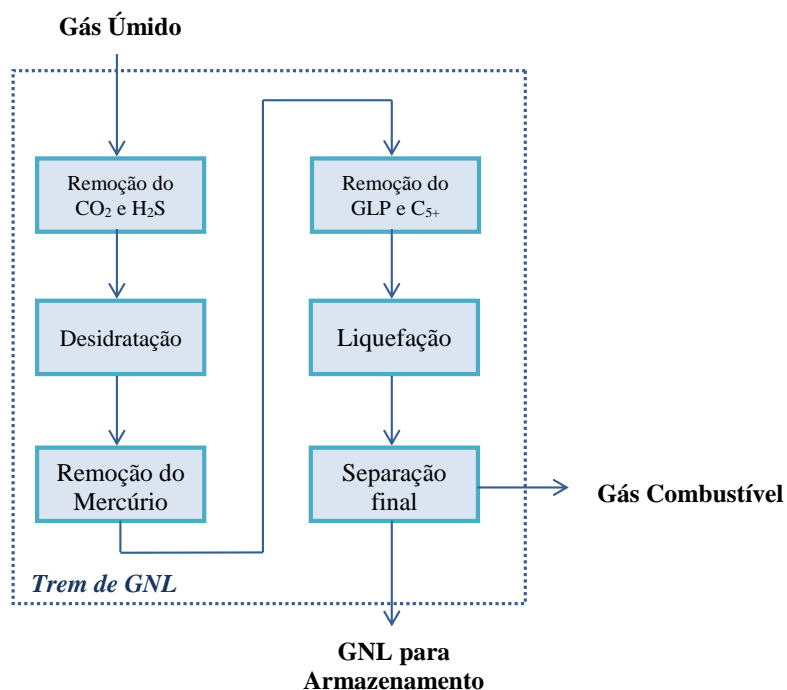 Gás Úmido
Remoção do
CO₂ e H₂S
Desidratação
Remoção do
Mercúrio
Remoção do
GLP e C₅₊
Liquefação
Separação
final
Gás Combustível
Trem de GNL
GNL para
Armazenamento